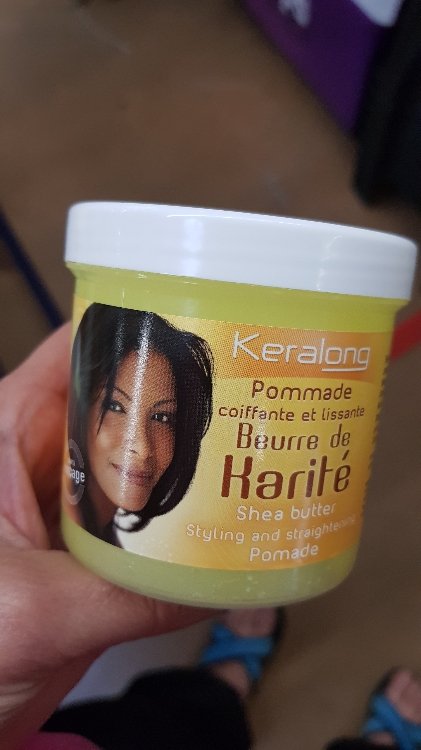 Keralong
Pommade
coiffante et lissante
Beurre de
Karité
Shea butter
Styling and straightening
Pomade